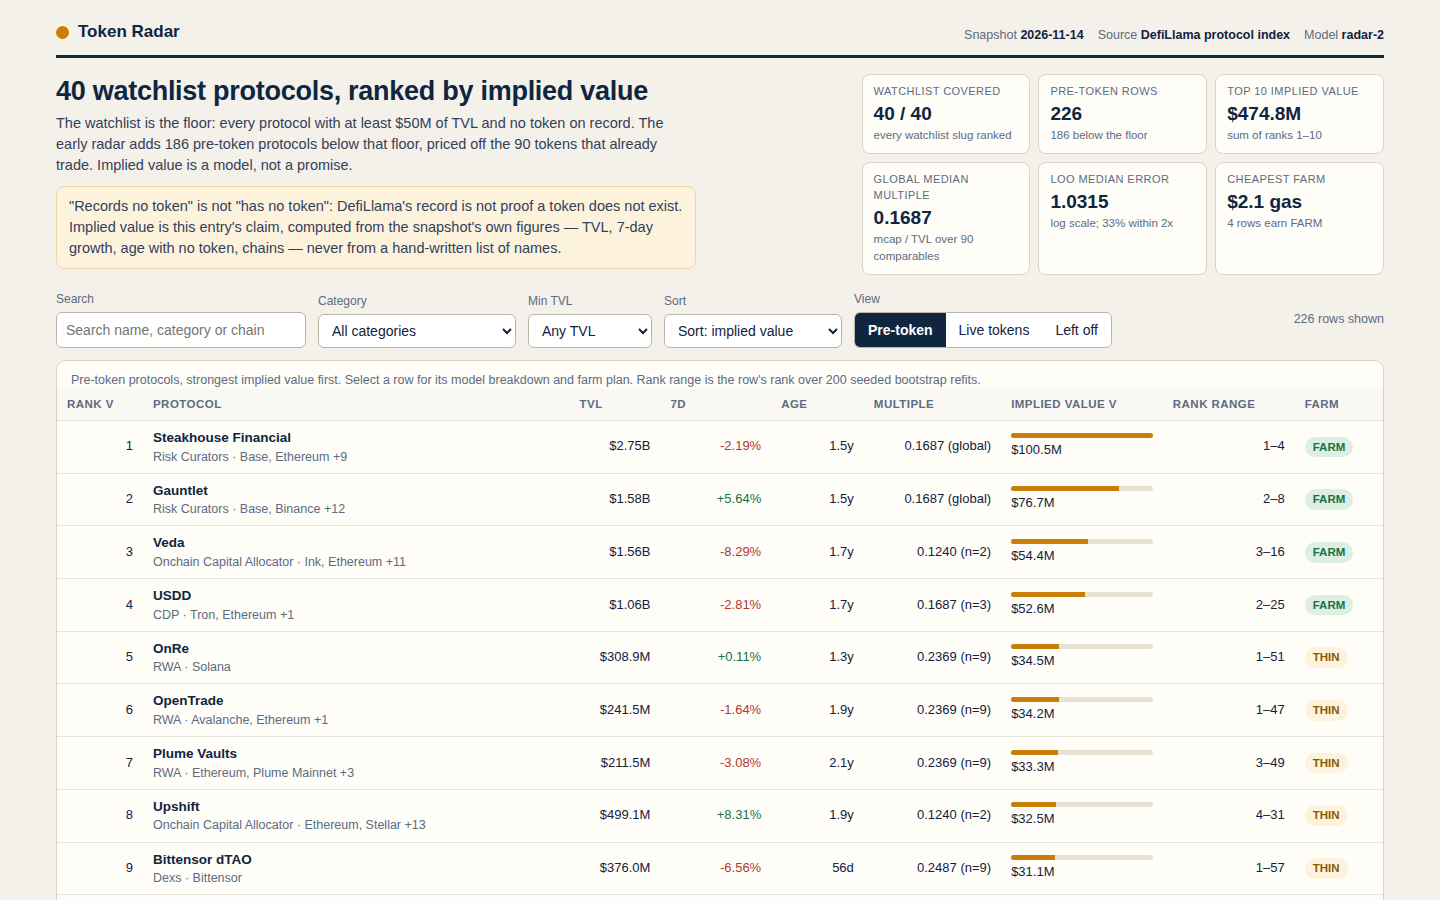 Token Radar
Snapshot 2026-11-14 Source DefiLlama protocol index Model radar-2
40 watchlist protocols, ranked by implied value
The watchlist is the floor: every protocol with at least $50M of TVL and no token on record. The
early radar adds 186 pre-token protocols below that floor, priced off the 90 tokens that already
trade. Implied value is a model, not a promise.
"Records no token" is not "has no token": DefiLlama's record is not proof a token does not exist.
Implied value is this entry's claim, computed from the snapshot's own figures — TVL, 7-day
growth, age with no token, chains — never from a hand-written list of names.
WATCHLIST COVERED
40 / 40
every watchlist slug ranked
PRE-TOKEN ROWS
226
186 below the floor
TOP 10 IMPLIED VALUE
$474.8M
sum of ranks 1–10
GLOBAL MEDIAN
MULTIPLE
0.1687
mcap / TVL over 90
comparables
LOO MEDIAN ERROR
1.0315
log scale; 33% within 2x
CHEAPEST FARM
$2.1 gas
4 rows earn FARM
Search
Search name, category or chain
Category
All categories
Min TVL
Any TVL
Sort
Sort: implied value
View
Pre-token Live tokens Left off
226 rows shown
Pre-token protocols, strongest implied value first. Select a row for its model breakdown and farm plan. Rank range is the row's rank over 200 seeded bootstrap refits.
RANK V PROTOCOL TVL 7D AGE MULTIPLE IMPLIED VALUE V RANK RANGE FARM
1 Steakhouse Financial $2.75B -2.19% 1.5y 0.1687 (global) $100.5M 1–4 FARM
Risk Curators · Base, Ethereum +9
2 Gauntlet $1.58B +5.64% 1.5y 0.1687 (global) $76.7M 2–8 FARM
Risk Curators · Base, Binance +12
3 Veda $1.56B -8.29% 1.7y 0.1240 (n=2) $54.4M 3–16 FARM
Onchain Capital Allocator · Ink, Ethereum +11
4 USDD $1.06B -2.81% 1.7y 0.1687 (n=3) $52.6M 2–25 FARM
CDP · Tron, Ethereum +1
5 OnRe $308.9M +0.11% 1.3y 0.2369 (n=9) $34.5M 1–51 THIN
RWA · Solana
6 OpenTrade $241.5M -1.64% 1.9y 0.2369 (n=9) $34.2M 1–47 THIN
RWA · Avalanche, Ethereum +1
7 Plume Vaults $211.5M -3.08% 2.1y 0.2369 (n=9) $33.3M 3–49 THIN
RWA · Ethereum, Plume Mainnet +3
8 Upshift $499.1M +8.31% 1.9y 0.1240 (n=2) $32.5M 4–31 THIN
Onchain Capital Allocator · Ethereum, Stellar +13
9 Bittensor dTAO $376.0M -6.56% 56d 0.2487 (n=9) $31.1M 1–57 THIN
Dexs · Bittensor